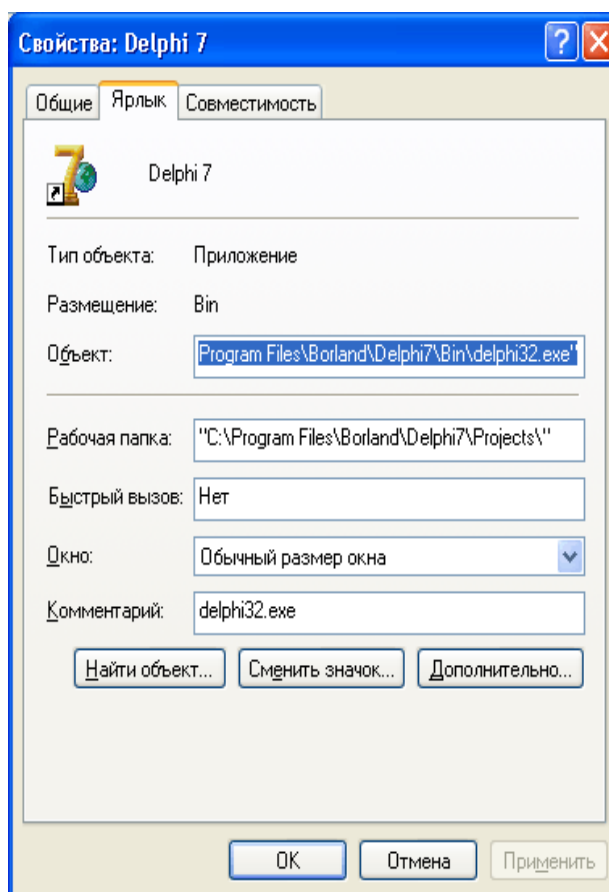 Свойства: Delphi 7
Общие Ярлык Совместимость
Delphi 7
Тип объекта: Приложение
Размещение: Bin
Объект: Program Files\Borland\Delphi7\Bin\delphi32.exe"
Рабочая папка: "C:\Program Files\Borland\Delphi7\Projects\"
Быстрый вызов: Нет
Окно: Обычный размер окна
Комментарий: delphi32.exe
Найти объект... Сменить значок... Дополнительно...
OK Отмена Применить